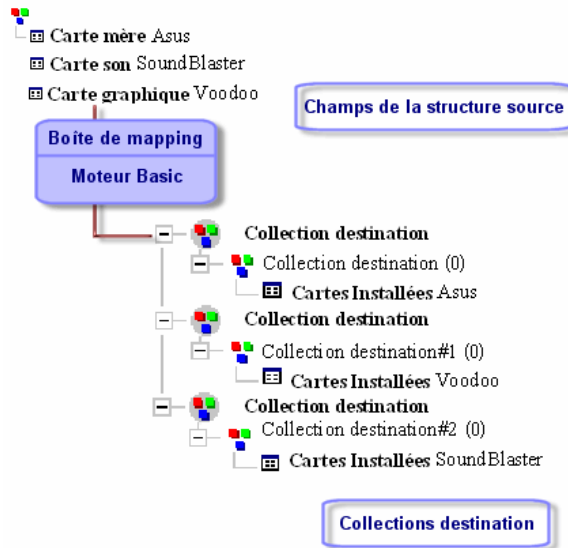 Carte mère Asus
Carte son SoundBlaster
Carte graphique Voodoo
Champs de la structure source
Boîte de mapping
Moteur Basic
Collection destination
Collection destination (0)
Cartes Installées Asus
Collection destination
Collection destination#1 (0)
Cartes Installées Voodoo
Collection destination
Collection destination#2 (0)
Cartes Installées SoundBlaster
Collections destination